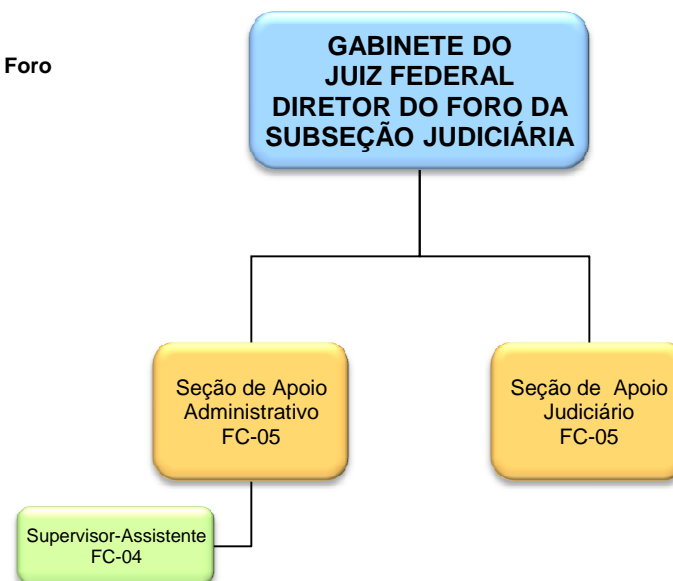 Foro
GABINETE DO
JUIZ FEDERAL
DIRETOR DO FORO DA
SUBSEÇÃO JUDICIÁRIA
Seção de Apoio
Administrativo
FC-05
Seção de Apoio
Judiciário
FC-05
Supervisor-Assistente
FC-04